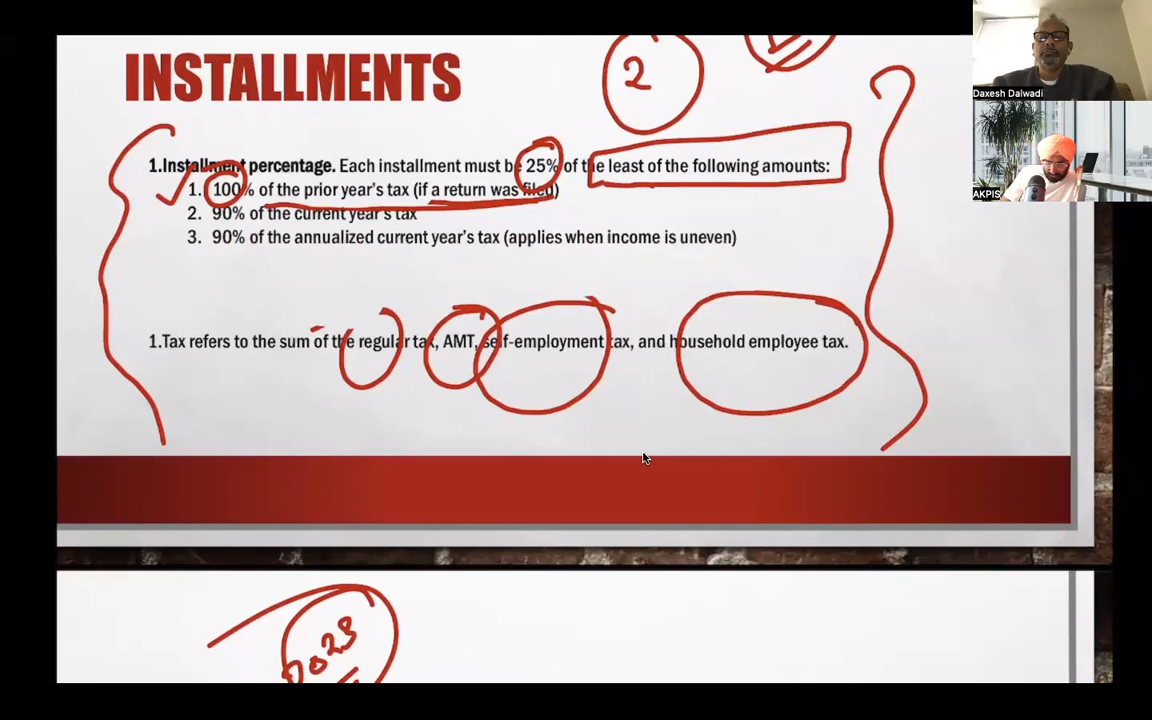 INSTALLMENTS
2
1.Installment percentage. Each installment must be 25% of the least of the following amounts:
1. 100% of the prior year's tax (if a return was filed)
2. 90% of the current year's tax
3. 90% of the annualized current year's tax (applies when income is uneven)
1.Tax refers to the sum of the regular tax, AMT, self-employment tax, and household employee tax.
2023
Daxesh Dalwadi
AKPIS